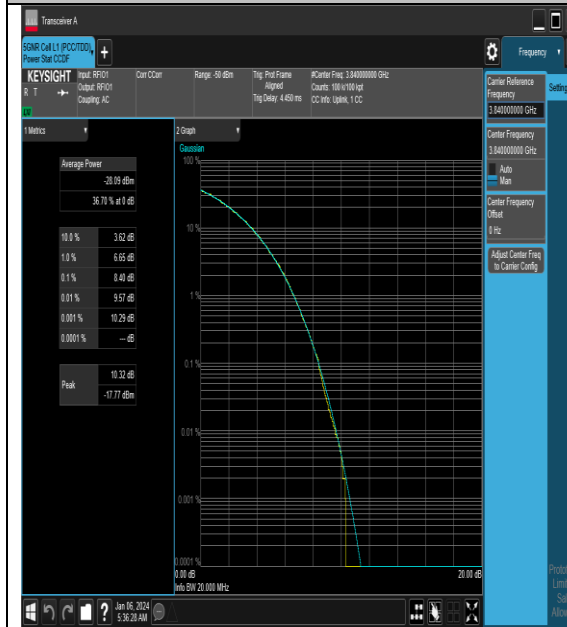 Transceiver A
5GNR Cell L1 (PCC/TDD),
Power Stat CCDF
Frequency
KEYSIGHT
R T
Input: RFIO1
Output: RFIO1
Coupling: AC
Corr CCorr
Range: -50 dBm
Trig: Prot Frame
Aligned
Trig Delay: 4.450 ms
#Center Freq: 3.840000000 GHz
Counts: 100 k/100 kpt
CC Info: Uplink, 1 CC
Carrier Reference
Frequency
3.840000000 GHz
Setting
Center Frequency
3.840000000 GHz
Auto
Man
Center Frequency
Offset
0 Hz
Adjust Center Freq
to Carrier Config
1 Metrics
Average Power
-28.09 dBm
36.70 % at 0 dB
10.0 % 3.62 dB
1.0 % 6.65 dB
0.1 % 8.40 dB
0.01 % 9.57 dB
0.001 % 10.29 dB
0.0001 % --- dB
Peak
10.32 dB
-17.77 dBm
2 Graph
Gaussian
100 %
10 %
1 %
0.1 %
0.01 %
0.001 %
0.0001 %
0.00 dB
20.00 dB
Info BW 20.000 MHz
Jan 06, 2024
5:36:28 AM
?